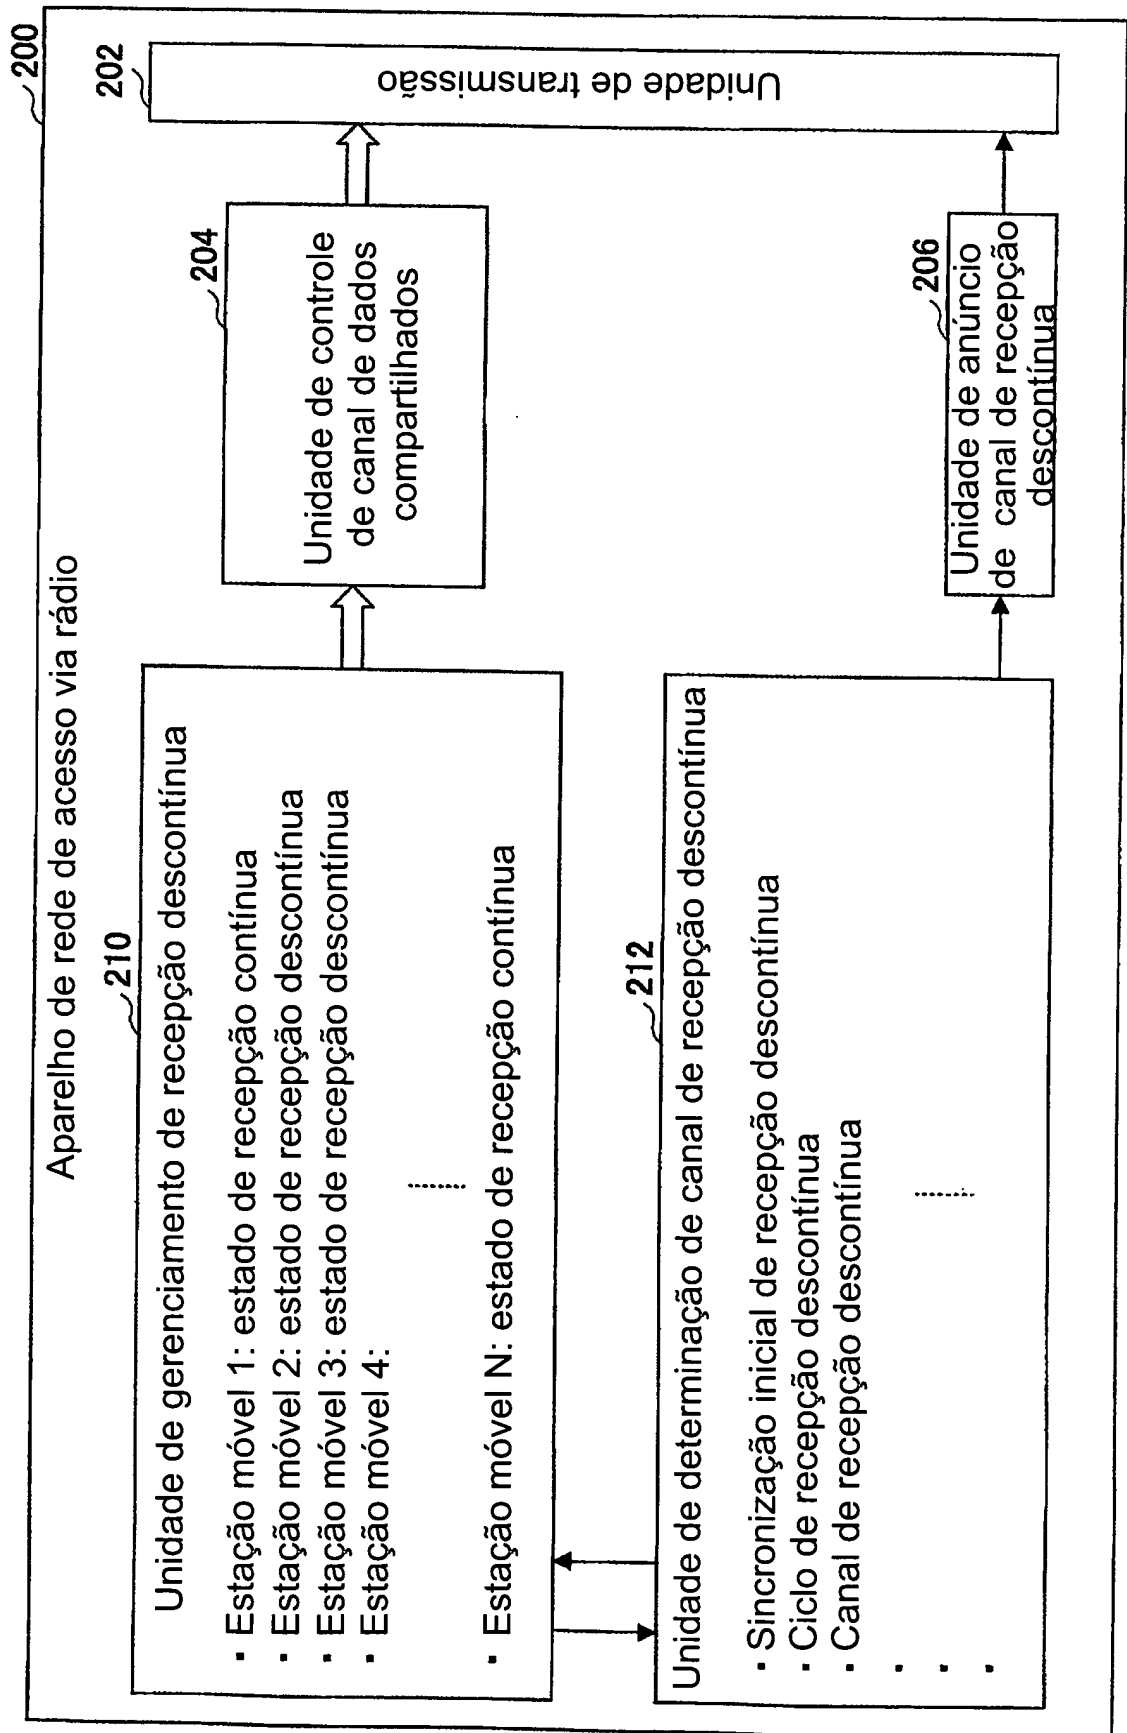 200
Aparelho de rede de acesso via rádio
210
Unidade de gerenciamento de recepção descontínua
· Estação móvel 1: estado de recepção contínua
· Estação móvel 2: estado de recepção descontínua
· Estação móvel 3: estado de recepção descontínua
· Estação móvel 4:
· Estação móvel N: estado de recepção contínua
204
Unidade de controle
de canal de dados
compartilhados
202
Unidade de transmissão
212
Unidade de determinação de canal de recepção descontínua
· Sincronização inicial de recepção descontínua
· Ciclo de recepção descontínua
· Canal de recepção descontínua
206
Unidade de anúncio
de canal de recepção
descontínua